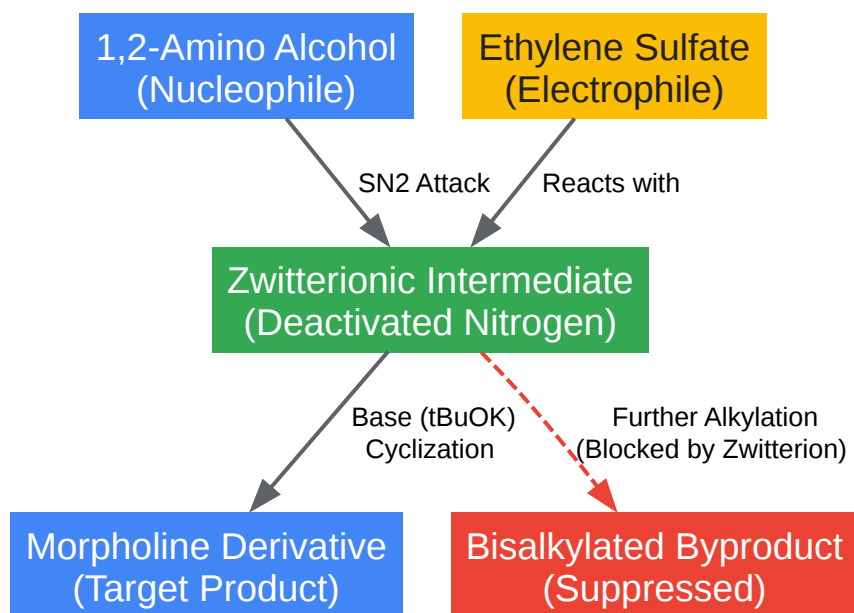 1,2-Amino Alcohol
(Nucleophile)
Ethylene Sulfate
(Electrophile)
SN2 Attack
Reacts with
Zwitterionic Intermediate
(Deactivated Nitrogen)
Base (tBuOK)
Cyclization
Further Alkylation
(Blocked by Zwitterion)
Morpholine Derivative
(Target Product)
Bisalkylated Byproduct
(Suppressed)